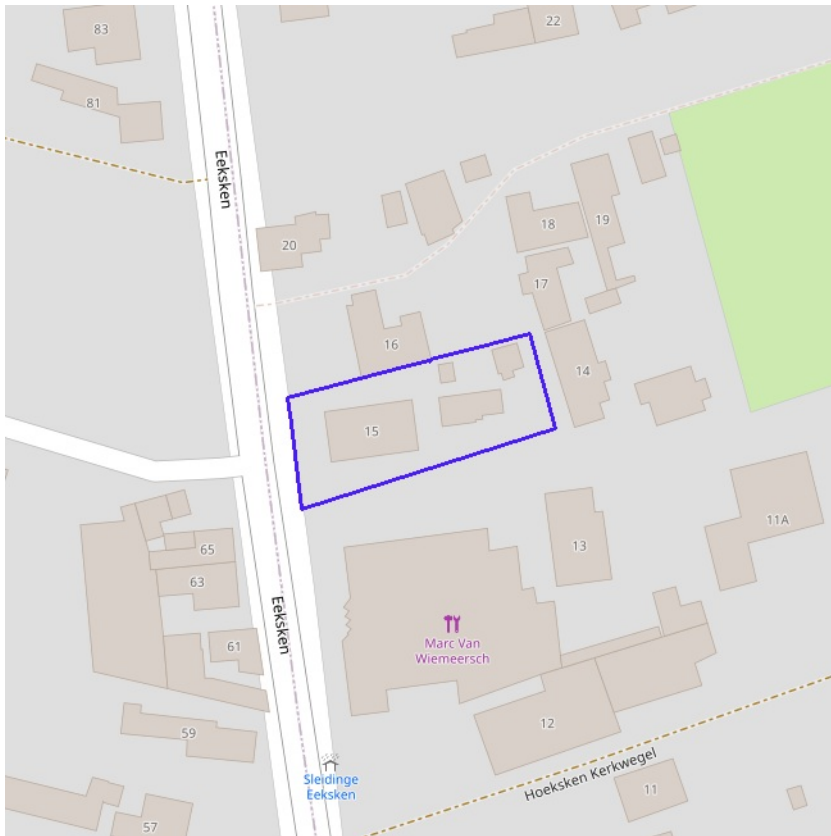 83
22
81
Eeksken
20
18
19
17
16
14
15
11A
65
13
63
Eeksken
61
Marc Van
Wiemeersch
12
59
Sleidinge
Eeksken
Hoeksken Kerkwegel
11
57